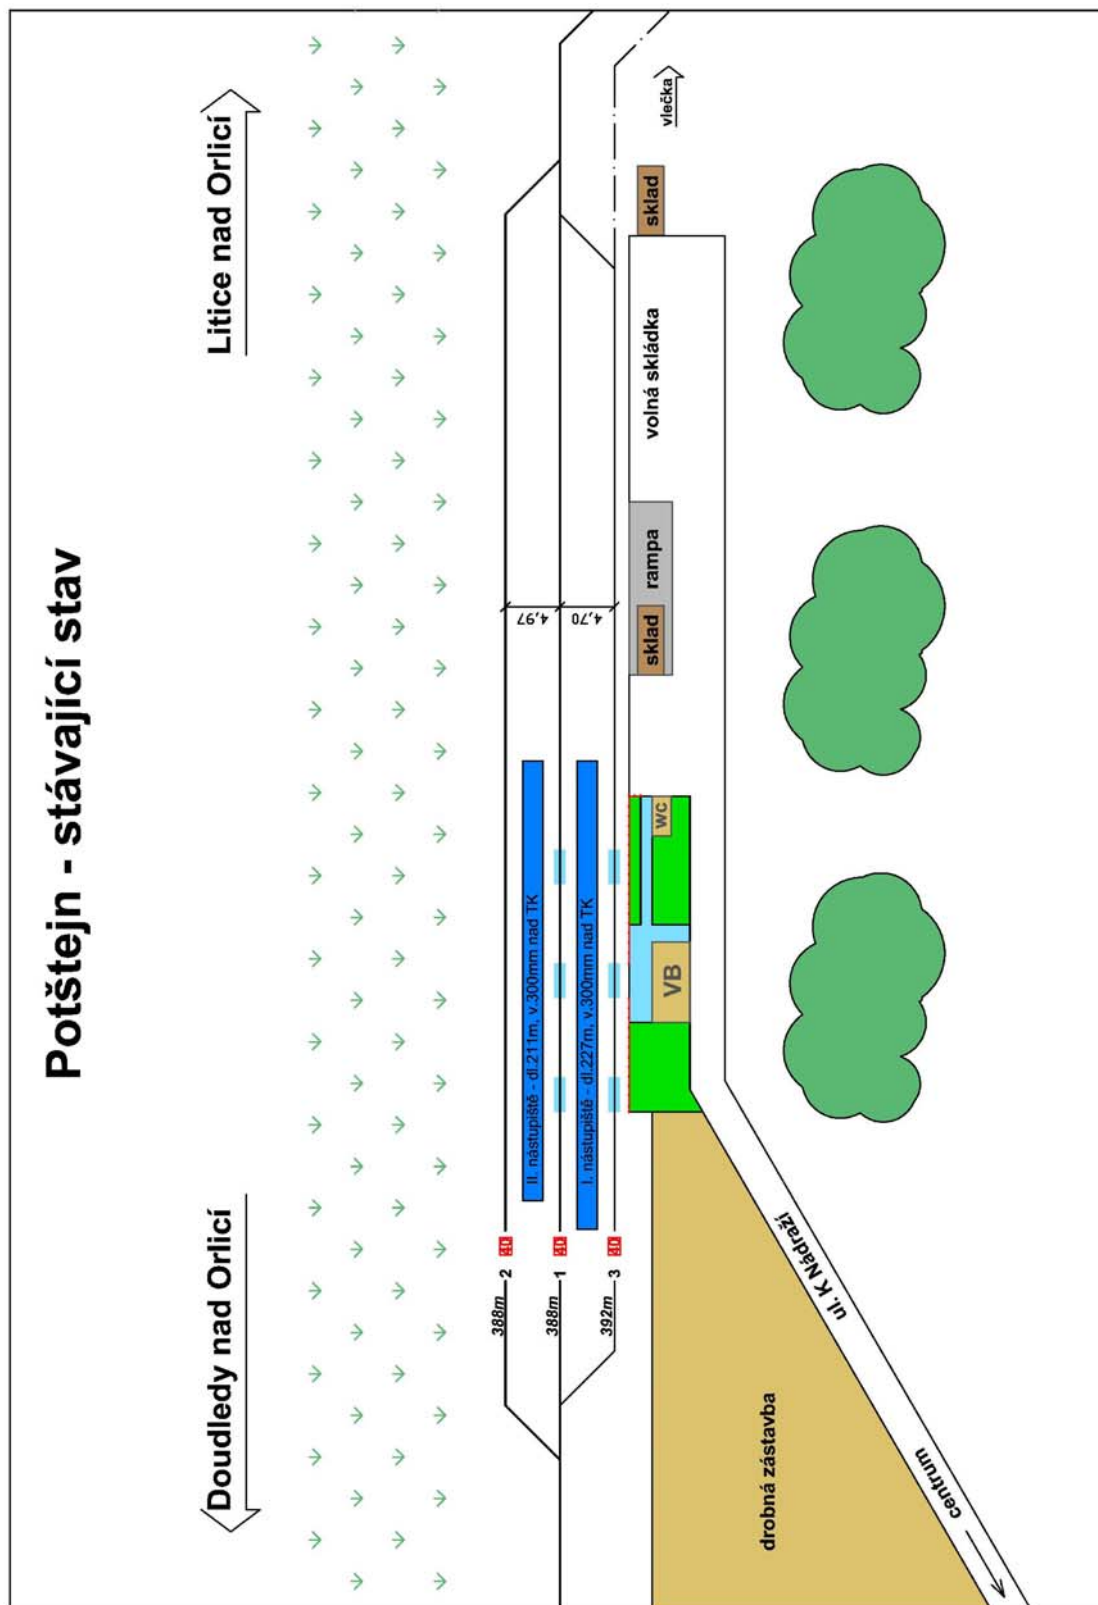 Potštejn - stávající stav
Doudledy nad Orlicí
Litice nad Orlicí
388m 2
388m 1
392m 3
II. nástupiště - dl.211m, v.300mm nad TK
I. nástupiště - dl.227m, v.300mm nad TK
4,97
4,70
VB
WC
sklad
rampa
volná skládka
sklad
vlečka
drobná zástavba
ul. K Nádraží
centrum